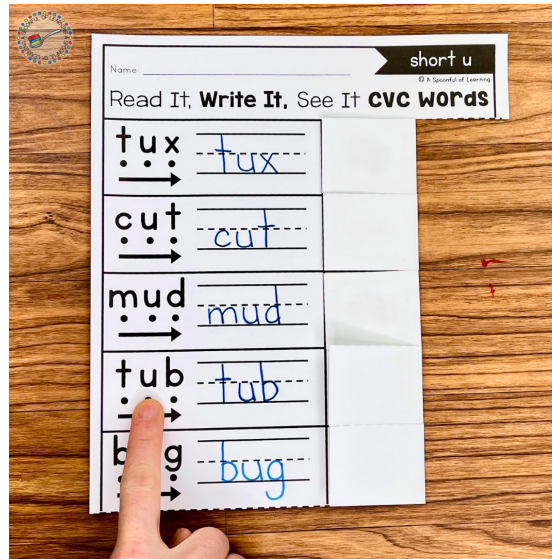 short u
Name:
© A Spoonful of Learning
Read It, Write It, See It CVC Words
tux tux
cut cut
mud mud
tub tub
b g bug